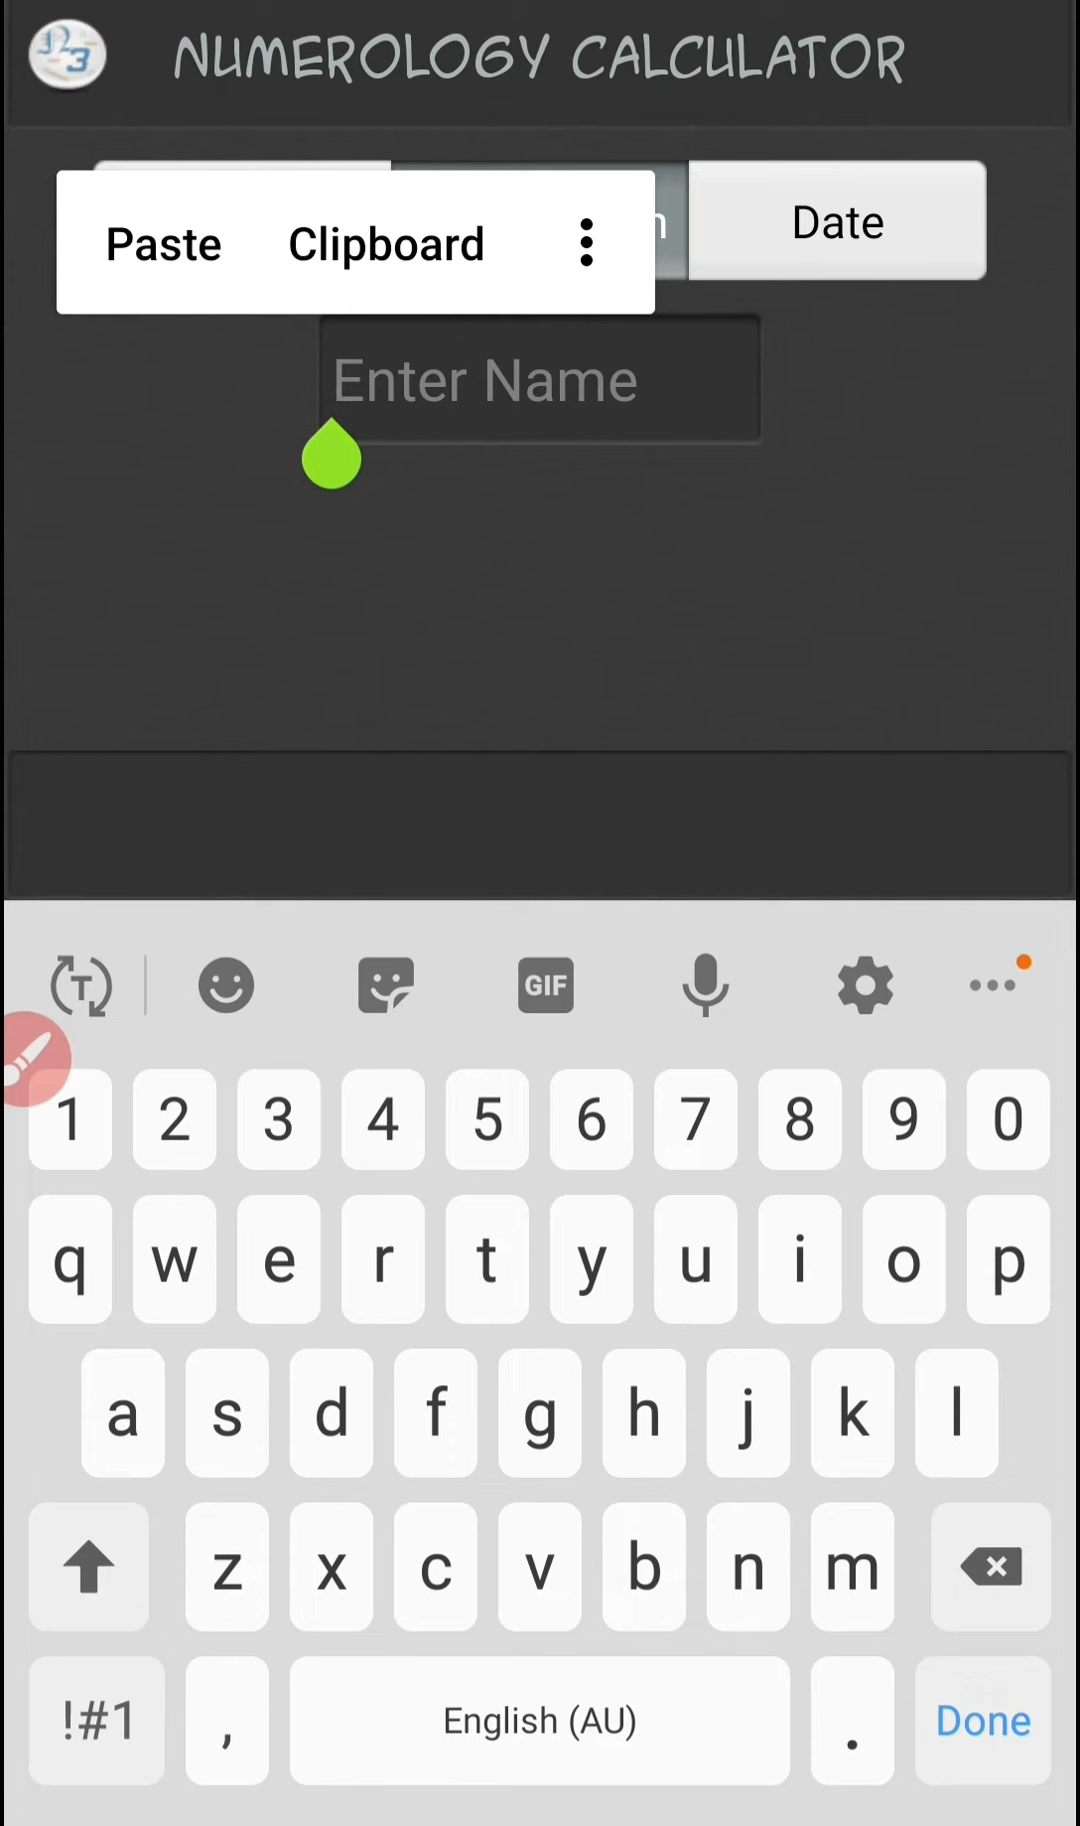 NUMEROLOGY CALCULATOR
Paste Clipboard
Date
Enter Name
GIF
1 2 3 4 5 6 7 8 9 0
q w e r t y u i o p
a s d f g h j k l
z x c v b n m
!#1 , English (AU) . Done